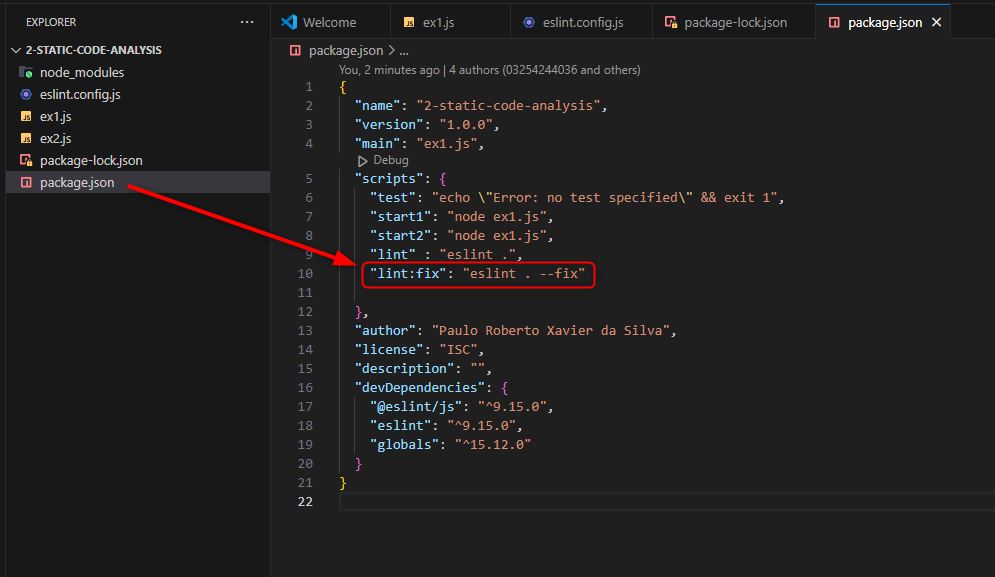 EXPLORER ...
2-STATIC-CODE-ANALYSIS
node_modules
eslint.config.js
JS ex1.js
JS ex2.js
package-lock.json
package.json
Welcome
JS ex1.js
eslint.config.js
package-lock.json
package.json
package.json > ...
You, 2 minutes ago | 4 authors (03254244036 and others)
1 {
2 "name": "2-static-code-analysis",
3 "version": "1.0.0",
4 "main": "ex1.js",
Debug
5 "scripts": {
6 "test": "echo \"Error: no test specified\" && exit 1",
7 "start1": "node ex1.js",
8 "start2": "node ex1.js",
9 "lint" : "eslint .",
10 "lint:fix": "eslint . --fix"
11
12 },
13 "author": "Paulo Roberto Xavier da Silva",
14 "license": "ISC",
15 "description": "",
16 "devDependencies": {
17 "@eslint/js": "^9.15.0",
18 "eslint": "^9.15.0",
19 "globals": "^15.12.0"
20 }
21 }
22